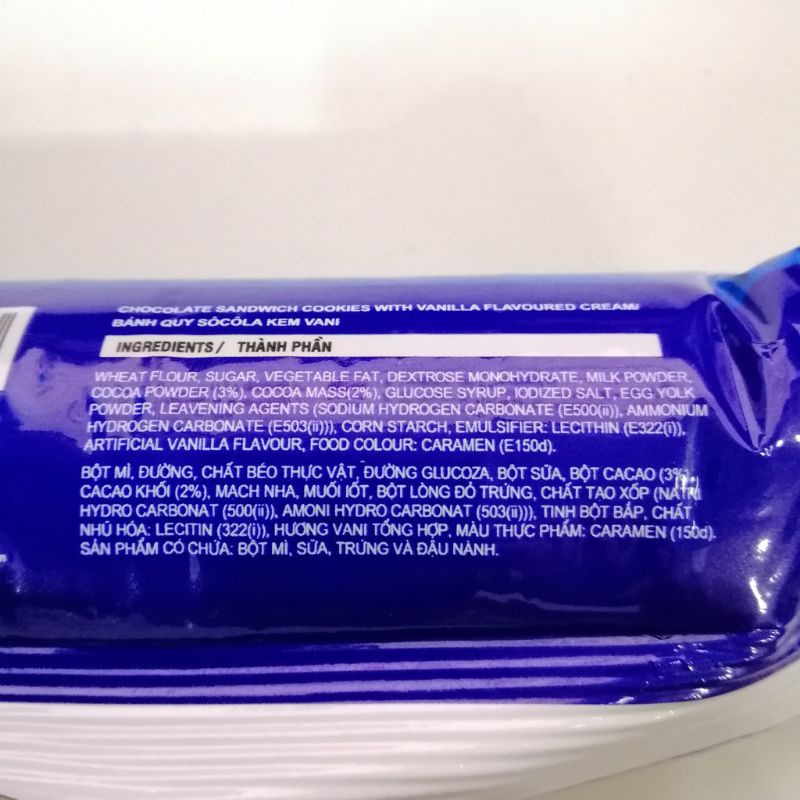 CHOCOLATE SANDWICH COOKIES WITH VANILLA FLAVOURED CREAM/
BÁNH QUY SÔCÔLA KEM VANI
INGREDIENTS / THÀNH PHẦN
WHEAT FLOUR, SUGAR, VEGETABLE FAT, DEXTROSE MONOHYDRATE, MILK POWDER,
COCOA POWDER (3%), COCOA MASS(2%), GLUCOSE SYRUP, IODIZED SALT, EGG YOLK
POWDER, LEAVENING AGENTS (SODIUM HYDROGEN CARBONATE (E500(ii)), AMMONIUM
HYDROGEN CARBONATE (E503(ii))), CORN STARCH, EMULSIFIER: LECITHIN (E322(i)),
ARTIFICIAL VANILLA FLAVOUR, FOOD COLOUR: CARAMEN (E150d).
BỘT MÌ, ĐƯỜNG, CHẤT BÉO THỰC VẬT, ĐƯỜNG GLUCOZA, BỘT SỮA, BỘT CACAO (3%),
CACAO KHỐI (2%), MẠCH NHA, MUỐI IỐT, BỘT LÒNG ĐỎ TRỨNG, CHẤT TẠO XỐP (NATRI
HYDRO CARBONAT (500(ii)), AMONI HYDRO CARBONAT (503(ii))), TINH BỘT BẮP, CHẤT
NHŨ HÓA: LECITIN (322(i)), HƯƠNG VANI TỔNG HỢP, MÀU THỰC PHẨM: CARAMEN (150d).
SẢN PHẨM CÓ CHỨA: BỘT MÌ, SỮA, TRỨNG VÀ ĐẬU NÀNH.